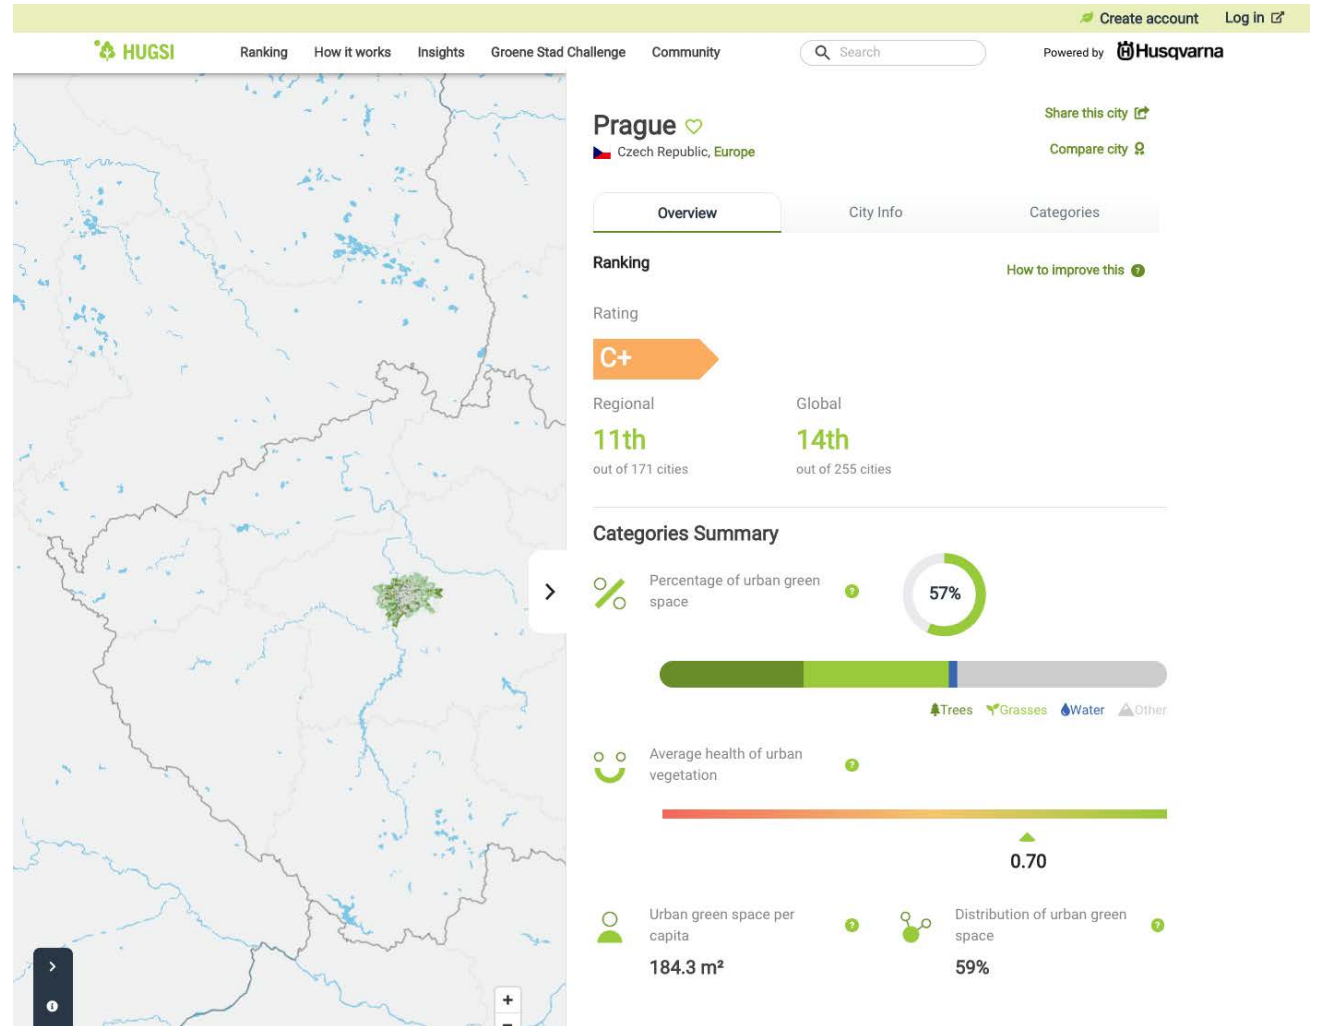 Create account Log in
HUGSI Ranking How it works Insights Groene Stad Challenge Community Search Powered by Husqvarna
Prague
Share this city
Czech Republic, Europe
Compare city
Overview City Info Categories
Ranking
How to improve this ?
Rating
C+
Regional Global
11th 14th
out of 171 cities out of 255 cities
Categories Summary
Percentage of urban green
space
?
57%
Trees Grasses Water Other
Average health of urban
vegetation
?
0.70
Urban green space per
capita
?
184.3 m²
Distribution of urban green
space
?
59%
+